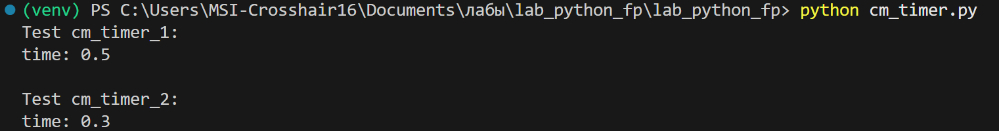 (venv) PS C:\Users\MSI-Crosshair16\Documents\лабы\lab_python_fp\lab_python_fp> python cm_timer.py
Test cm_timer_1:
time: 0.5
Test cm_timer_2:
time: 0.3